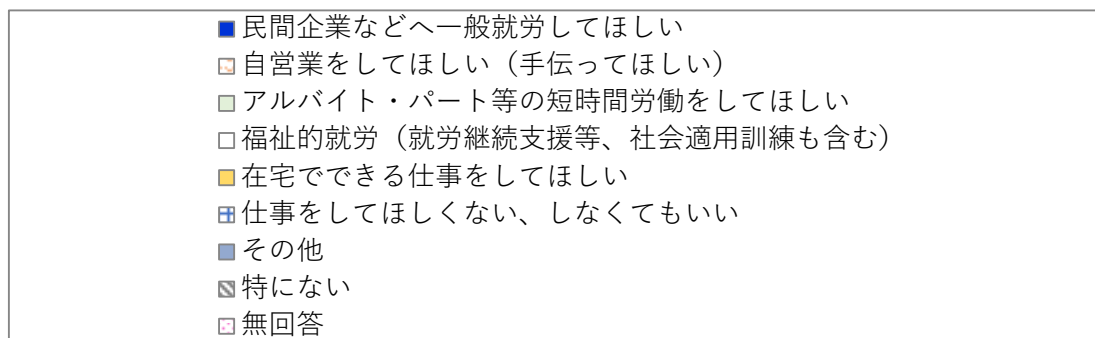 民間企業などへ一般就労してほしい
自営業をしてほしい（手伝ってほしい）
アルバイト・パート等の短時間労働をしてほしい
福祉的就労（就労継続支援等、社会適用訓練も含む）
在宅でできる仕事をしてほしい
仕事をしてほしくない、しなくてもいい
その他
特にない
無回答